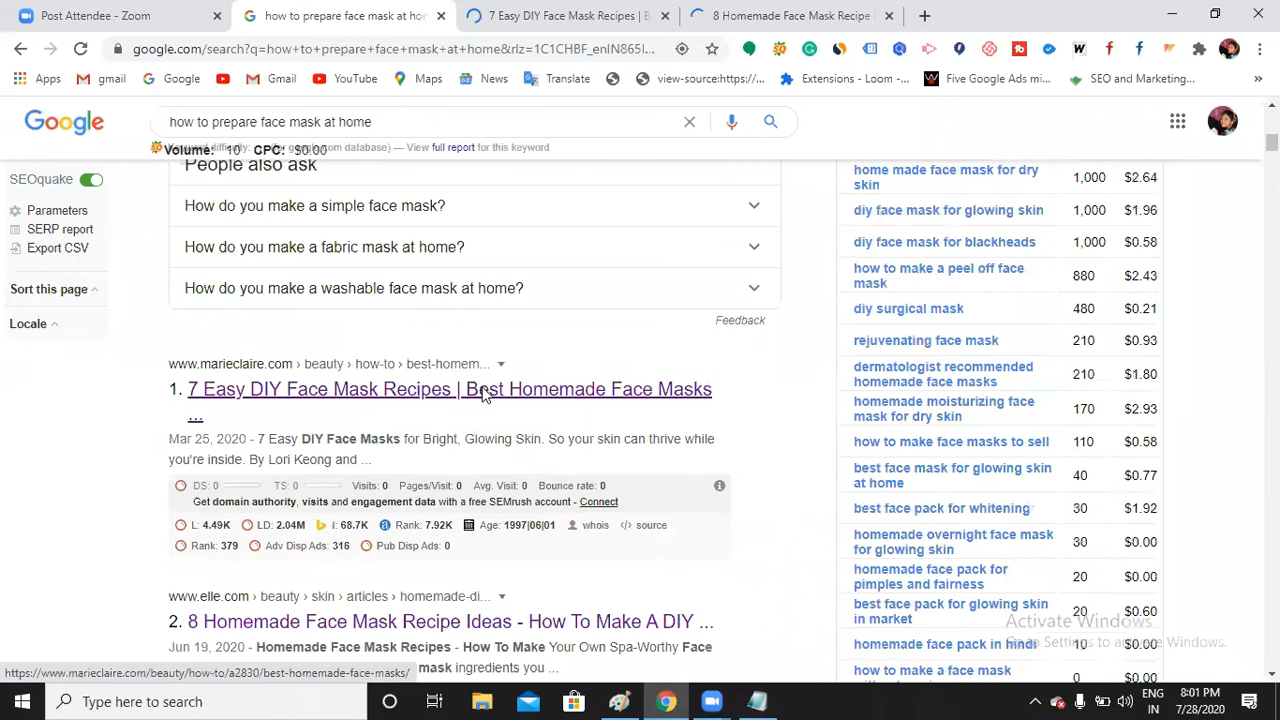 Post Attendee - Zoom
how to prepare face mask at hom
7 Easy DIY Face Mask Recipes | B
8 Homemade Face Mask Recipe
google.com/search?q=how+to+prepare+face+mask+at+home&rlz=1C1CHBF_enIN865I...
Apps
gmail
Google
YouTube
Gmail
YouTube
Maps
News
Translate
view-source:https:/...
Extensions - Loom -...
Five Google Ads mi...
SEO and Marketing...
»
Google
how to prepare face mask at home
Volume: 10 CPC: $0.00
(from database) — View full report for this keyword
SEOquake
Parameters
SERP report
Export CSV
Sort this page
Locale
People also ask
How do you make a simple face mask?
How do you make a fabric mask at home?
How do you make a washable face mask at home?
Feedback
www.marieclaire.com › beauty › how-to › best-homem...
1. 7 Easy DIY Face Mask Recipes | Best Homemade Face Masks
...
Mar 25, 2020 - 7 Easy DIY Face Masks for Bright, Glowing Skin. So your skin can thrive while
you're inside. By Lori Keong and ...
DS: 0 TS: 0 Visits: 0 Pages/Visit: 0 Avg. Visit: 0 Bounce rate: 0
Get domain authority, visits and engagement data with a free SEMrush account - Connect
L: 4.49K LD: 2.04M I: 68.7K Rank: 7.92K Age: 1997|06|01 whois source
Rank: 379 Adv Disp Ads: 316 Pub Disp Ads: 0
www.elle.com › beauty › skin › articles › homemade-di...
2. 8 Homemade Face Mask Recipe Ideas - How To Make A DIY ...
Jun 19, 2020 - Homemade Face Mask Recipes - How To Make Your Own Spa-Worthy Face
mask ingredients you ...
home made face mask for dry
skin 1,000 $2.64
diy face mask for glowing skin 1,000 $1.96
diy face mask for blackheads 1,000 $0.58
how to make a peel off face
mask 880 $2.43
diy surgical mask 480 $0.21
rejuvenating face mask 210 $0.93
dermatologist recommended
homemade face masks 210 $1.80
homemade moisturizing face
mask for dry skin 170 $2.93
how to make face masks to sell 110 $0.58
best face mask for glowing skin
at home 40 $0.77
best face pack for whitening 30 $1.92
homemade overnight face mask
for glowing skin 30 $0.00
homemade face pack for
pimples and fairness 20 $0.00
best face pack for glowing skin
in market 20 $0.60
homemade face pack in hindi 10 $0.00
how to make a face mask
0 $0.00
Activate Windows
Go to Settings to activate Windows.
https://www.marieclaire.com/beauty/how-to/a2830/best-homemade-face-masks/
Type here to search
ENG
IN
8:01 PM
7/28/2020